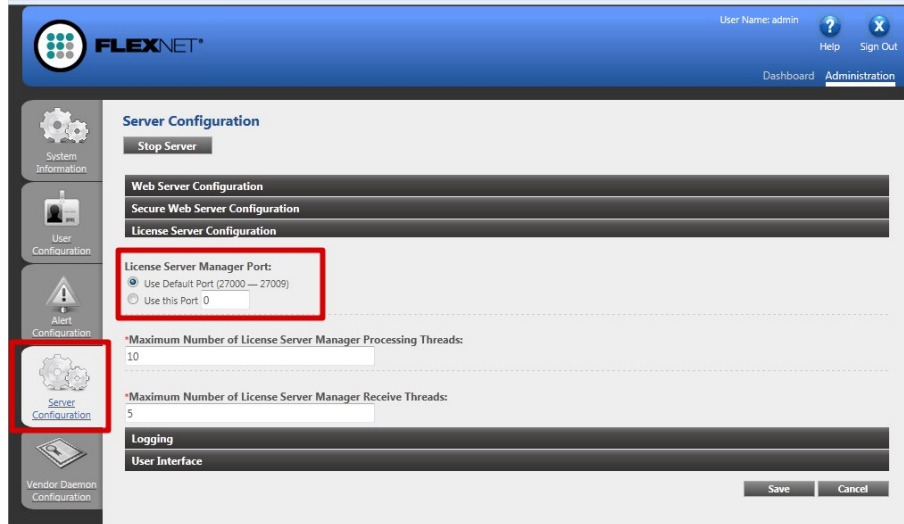 User Name: admin
FLEXNET
Help
Sign Out
Dashboard
Administration
System
Information
User
Configuration
Alert
Configuration
Server
Configuration
Vendor Daemon
Configuration
Server Configuration
Stop Server
Web Server Configuration
Secure Web Server Configuration
License Server Configuration
License Server Manager Port:
Use Default Port (27000 — 27009)
Use this Port 0
*Maximum Number of License Server Manager Processing Threads:
10
*Maximum Number of License Server Manager Receive Threads:
5
Logging
User Interface
Save
Cancel